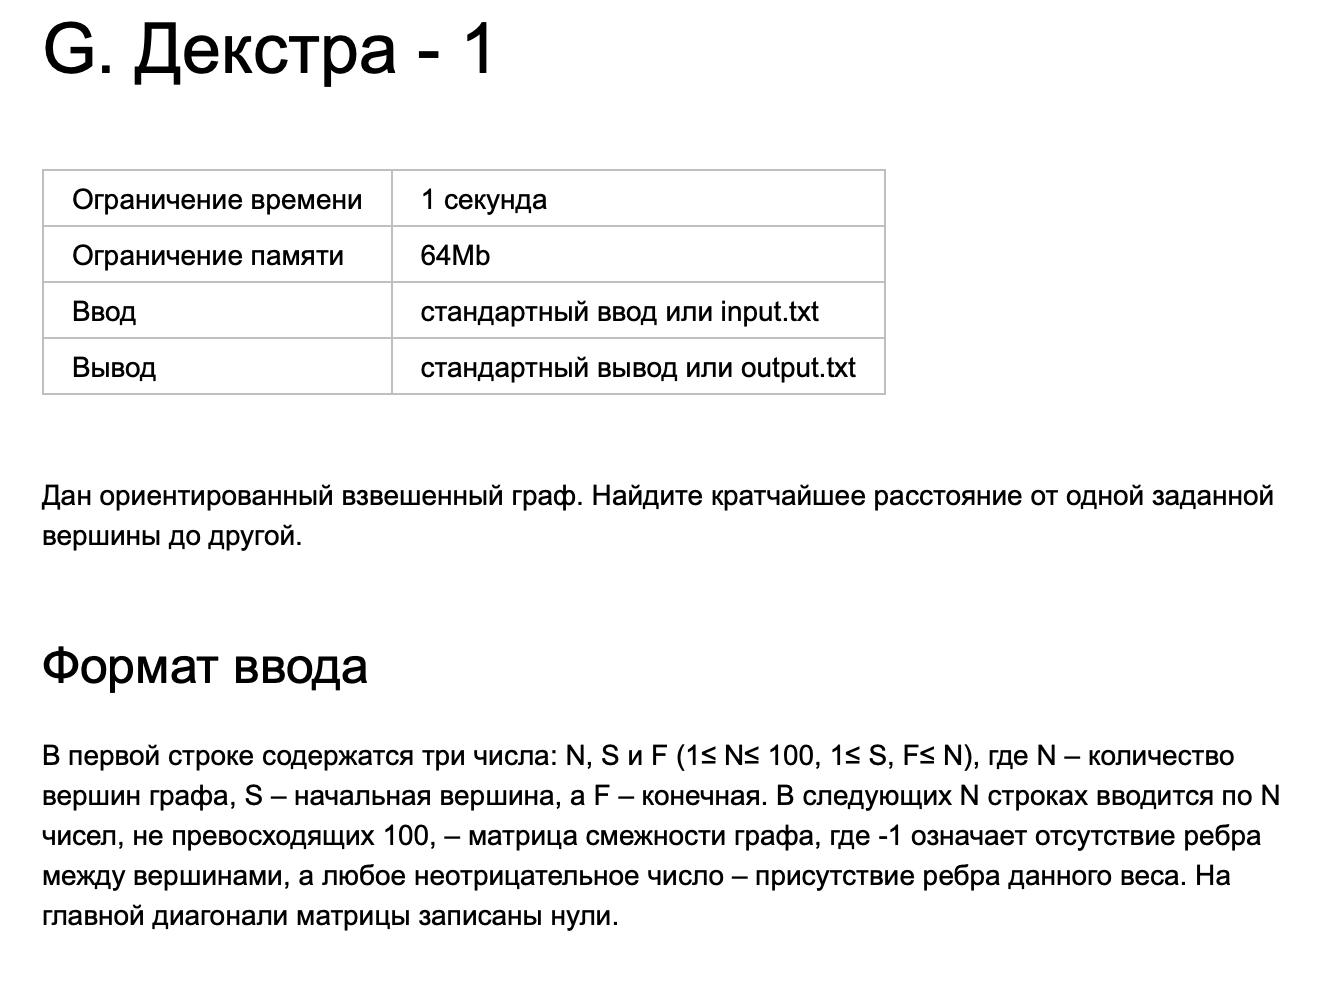 G. Декстра - 1
Ограничение времени 1 секунда
Ограничение памяти 64Mb
Ввод стандартный ввод или input.txt
Вывод стандартный вывод или output.txt
Дан ориентированный взвешенный граф. Найдите кратчайшее расстояние от одной заданной
вершины до другой.
Формат ввода
В первой строке содержатся три числа: N, S и F (1≤ N≤ 100, 1≤ S, F≤ N), где N – количество
вершин графа, S – начальная вершина, а F – конечная. В следующих N строках вводится по N
чисел, не превосходящих 100, – матрица смежности графа, где -1 означает отсутствие ребра
между вершинами, а любое неотрицательное число – присутствие ребра данного веса. На
главной диагонали матрицы записаны нули.